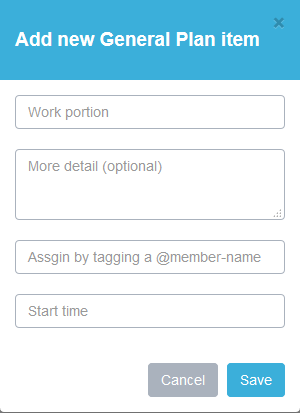 ×
Add new General Plan item
Work portion
More detail (optional)
Assgin by tagging a @member-name
Start time
Cancel
Save